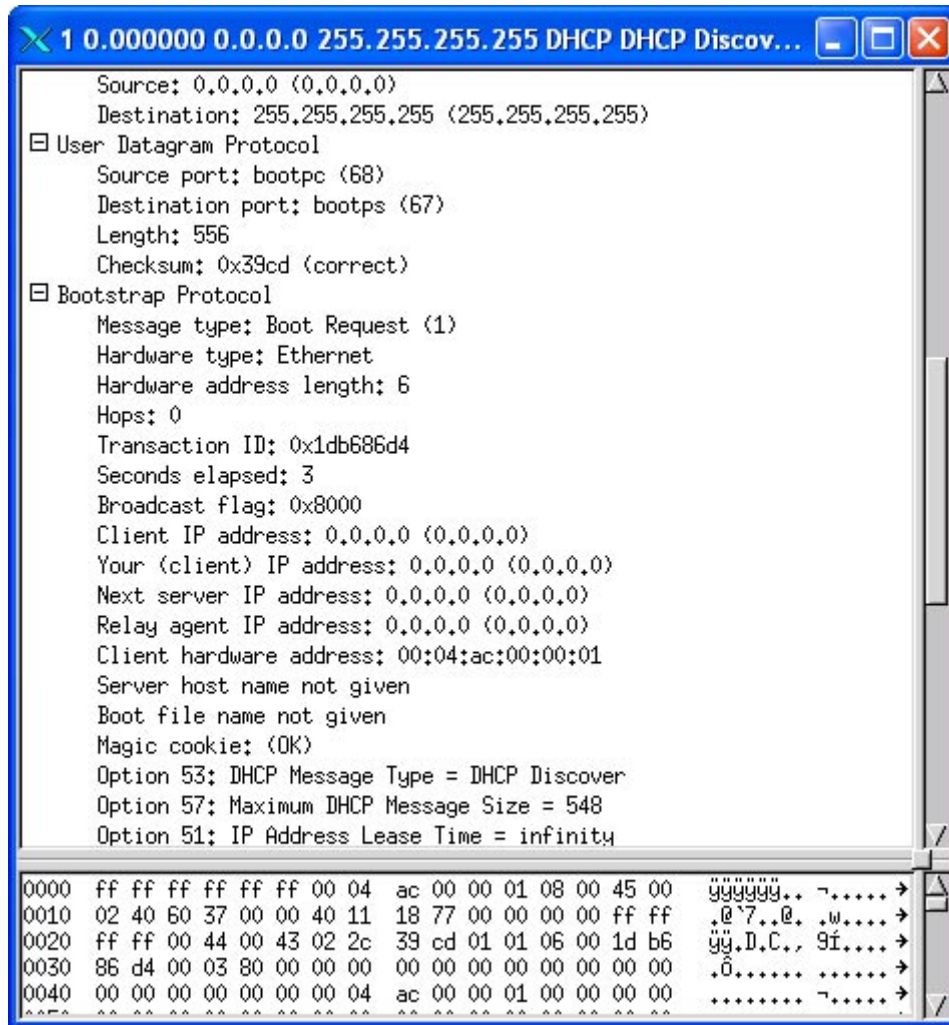 1 0.000000 0.0.0.0 255.255.255.255 DHCP DHCP Discov...
Source: 0.0.0.0 (0.0.0.0)
Destination: 255.255.255.255 (255.255.255.255)
User Datagram Protocol
Source port: bootpc (68)
Destination port: bootps (67)
Length: 556
Checksum: 0x39cd (correct)
Bootstrap Protocol
Message type: Boot Request (1)
Hardware type: Ethernet
Hardware address length: 6
Hops: 0
Transaction ID: 0x1db686d4
Seconds elapsed: 3
Broadcast flag: 0x8000
Client IP address: 0.0.0.0 (0.0.0.0)
Your (client) IP address: 0.0.0.0 (0.0.0.0)
Next server IP address: 0.0.0.0 (0.0.0.0)
Relay agent IP address: 0.0.0.0 (0.0.0.0)
Client hardware address: 00:04:ac:00:00:01
Server host name not given
Boot file name not given
Magic cookie: (OK)
Option 53: DHCP Message Type = DHCP Discover
Option 57: Maximum DHCP Message Size = 548
Option 51: IP Address Lease Time = infinity
0000 ff ff ff ff ff ff 00 04 ac 00 00 01 08 00 45 00 ÿÿÿÿÿÿ.. ¬.....
0010 02 40 60 37 00 00 40 11 18 77 00 00 00 00 ff ff .@`7..@. .w....
0020 ff ff 00 44 00 43 02 2c 39 cd 01 01 06 00 1d b6 ÿÿ.D.C., 9Í....
0030 86 d4 00 03 80 00 00 00 00 00 00 00 00 00 00 00 .Ô...... ......
0040 00 00 00 00 00 00 00 04 ac 00 00 01 00 00 00 00 ........ ¬.....